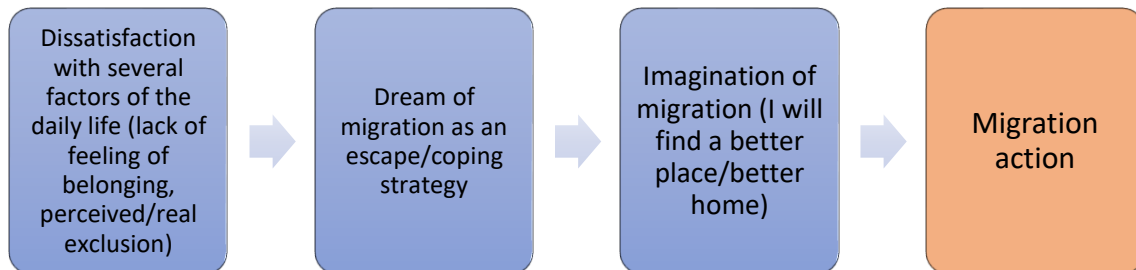 Dissatisfaction
with several
factors of the
daily life (lack of
feeling of
belonging,
perceived/real
exclusion)
Dream of
migration as an
escape/coping
strategy
Imagination of
migration (I will
find a better
place/better
home)
Migration
action